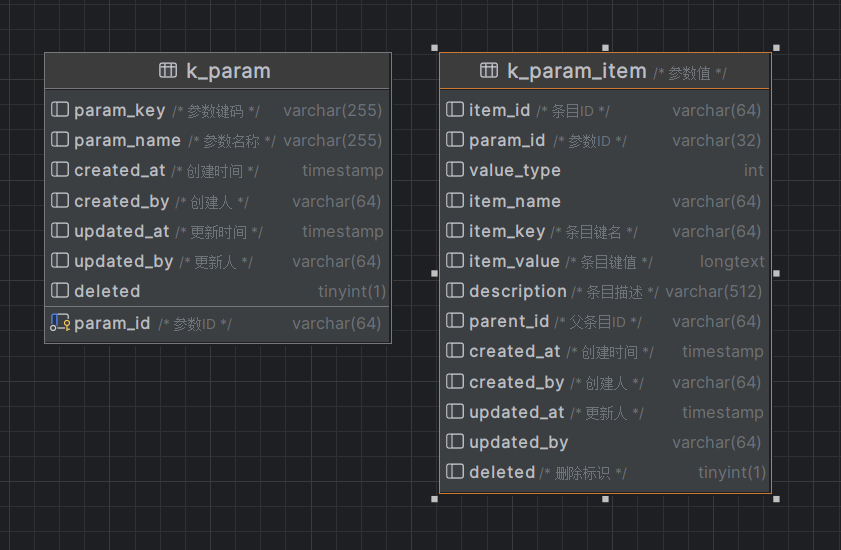 k_param
param_key /* 参数键码 */ varchar(255)
param_name /* 参数名称 */ varchar(255)
created_at /* 创建时间 */ timestamp
created_by /* 创建人 */ varchar(64)
updated_at /* 更新时间 */ timestamp
updated_by /* 更新人 */ varchar(64)
deleted tinyint(1)
param_id /* 参数ID */ varchar(64)
k_param_item /* 参数值 */
item_id /* 条目ID */ varchar(64)
param_id /* 参数ID */ varchar(32)
value_type int
item_name varchar(64)
item_key /* 条目键名 */ varchar(64)
item_value /* 条目键值 */ longtext
description /* 条目描述 */ varchar(512)
parent_id /* 父条目ID */ varchar(64)
created_at /* 创建时间 */ timestamp
created_by /* 创建人 */ varchar(64)
updated_at /* 更新人 */ timestamp
updated_by varchar(64)
deleted /* 删除标识 */ tinyint(1)